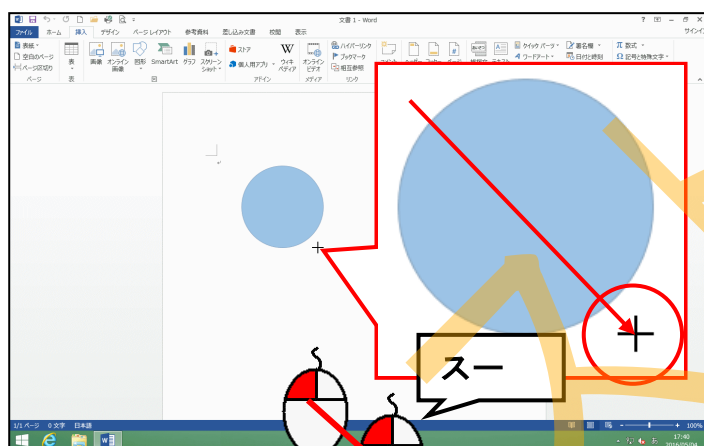 文書 1 - Word
サインイ
ファイル ホーム 挿入 デザイン ページ レイアウト 参考資料 差し込み文書 校閲 表示
表紙
空白のページ
ページ区切り
ページ
表
表
画像
オンライン
画像
図形
SmartArt
グラフ
スクリーン
ショット
図
ストア
個人用アプリ
ウィキ
ペディア
アドイン
オンライン
ビデオ
メディア
ハイパーリンク
ブックマーク
相互参照
リンク
クイック パーツ
ワードアート
署名欄
日付と時刻
π 数式
Ω 記号と特殊文字
スー
1/1 ページ 0 文字 日本語
100%
17:40
2016/05/04